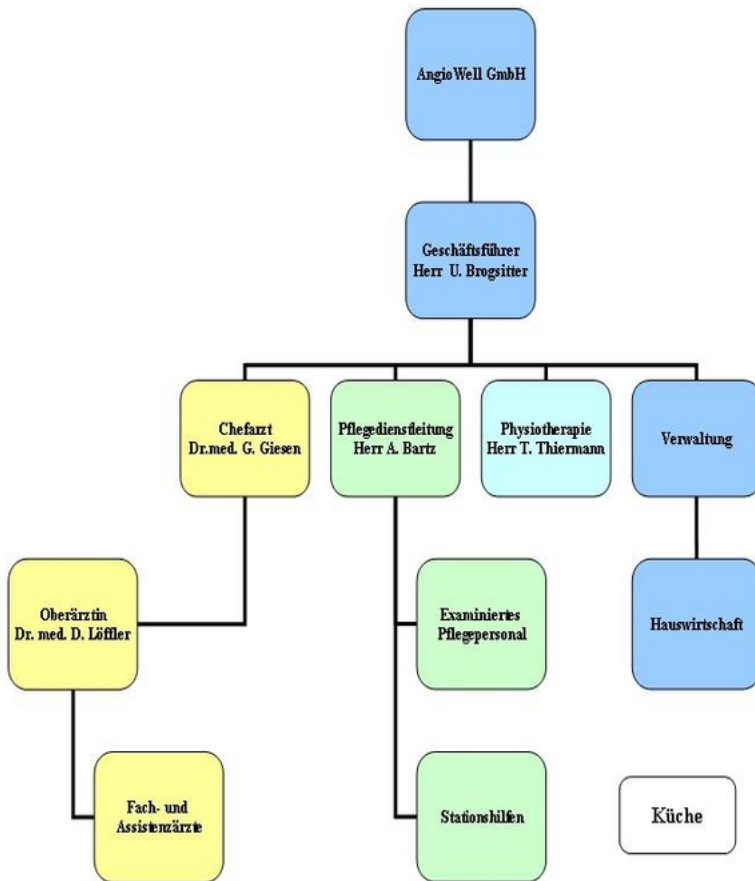 AngioWell GmbH
Geschäftsführer
Herr U. Brogsitter
Chefarzt
Dr.med. G. Giesen
Pflegedienstleitung
Herr A. Bartz
Physiotherapie
Herr T. Thiermann
Verwaltung
Oberärztin
Dr. med. D. Löffler
Examiniertes
Pflegepersonal
Hauswirtschaft
Fach- und
Assistenzärzte
Stationshilfen
Küche